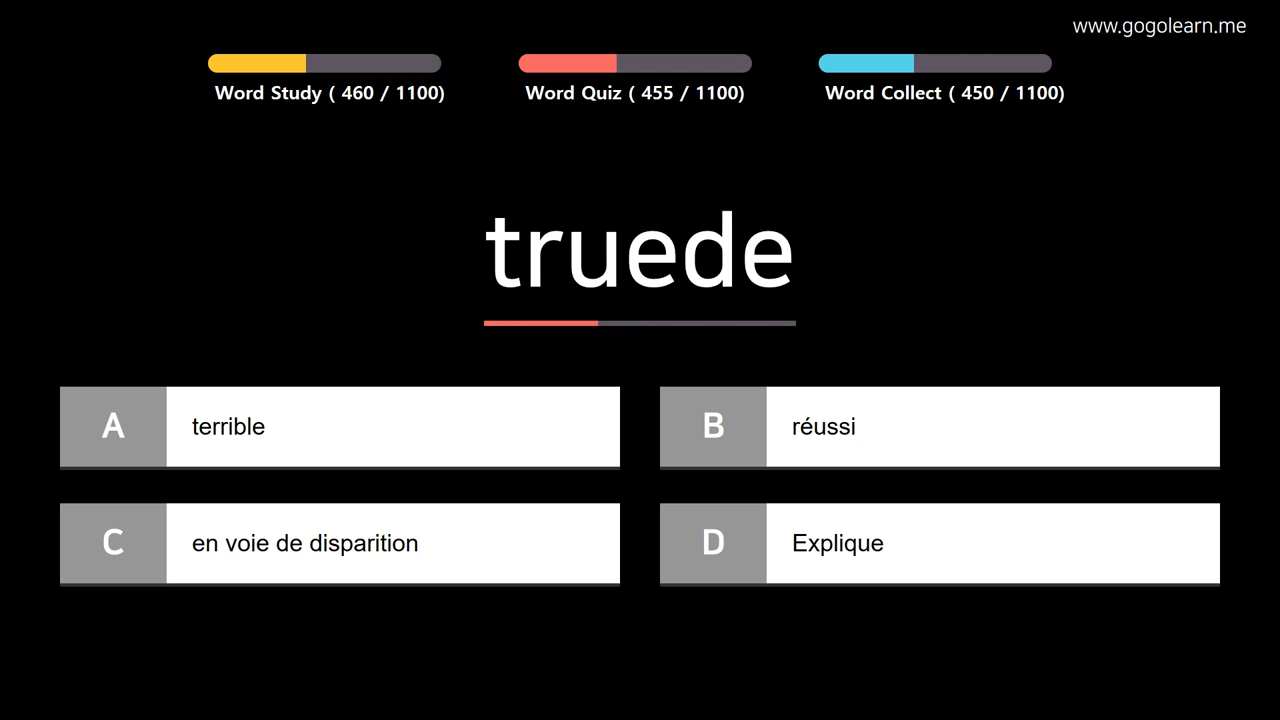 www.gogolearn.me
Word Study ( 460 / 1100)
Word Quiz ( 455 / 1100)
Word Collect ( 450 / 1100)
truede
A
terrible
B
réussi
C
en voie de disparition
D
Explique